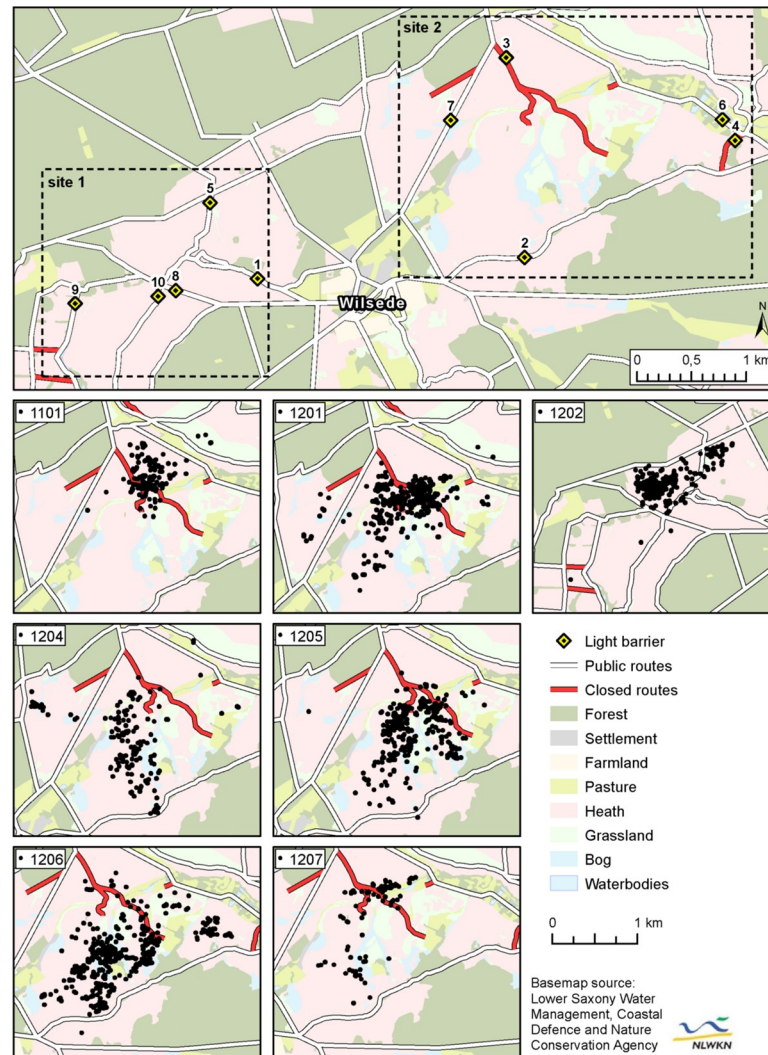 site 2
3
7
6
4
site 1
5
2
1
10
8
9
Wilsede
N
0 0,5 1 km
1101
1201
1202
1204
1205
1206
1207
Light barrier
Public routes
Closed routes
Forest
Settlement
Farmland
Pasture
Heath
Grassland
Bog
Waterbodies
0 1 km
Basemap source:
Lower Saxony Water
Management, Coastal
Defence and Nature
Conservation Agency
NLWKN